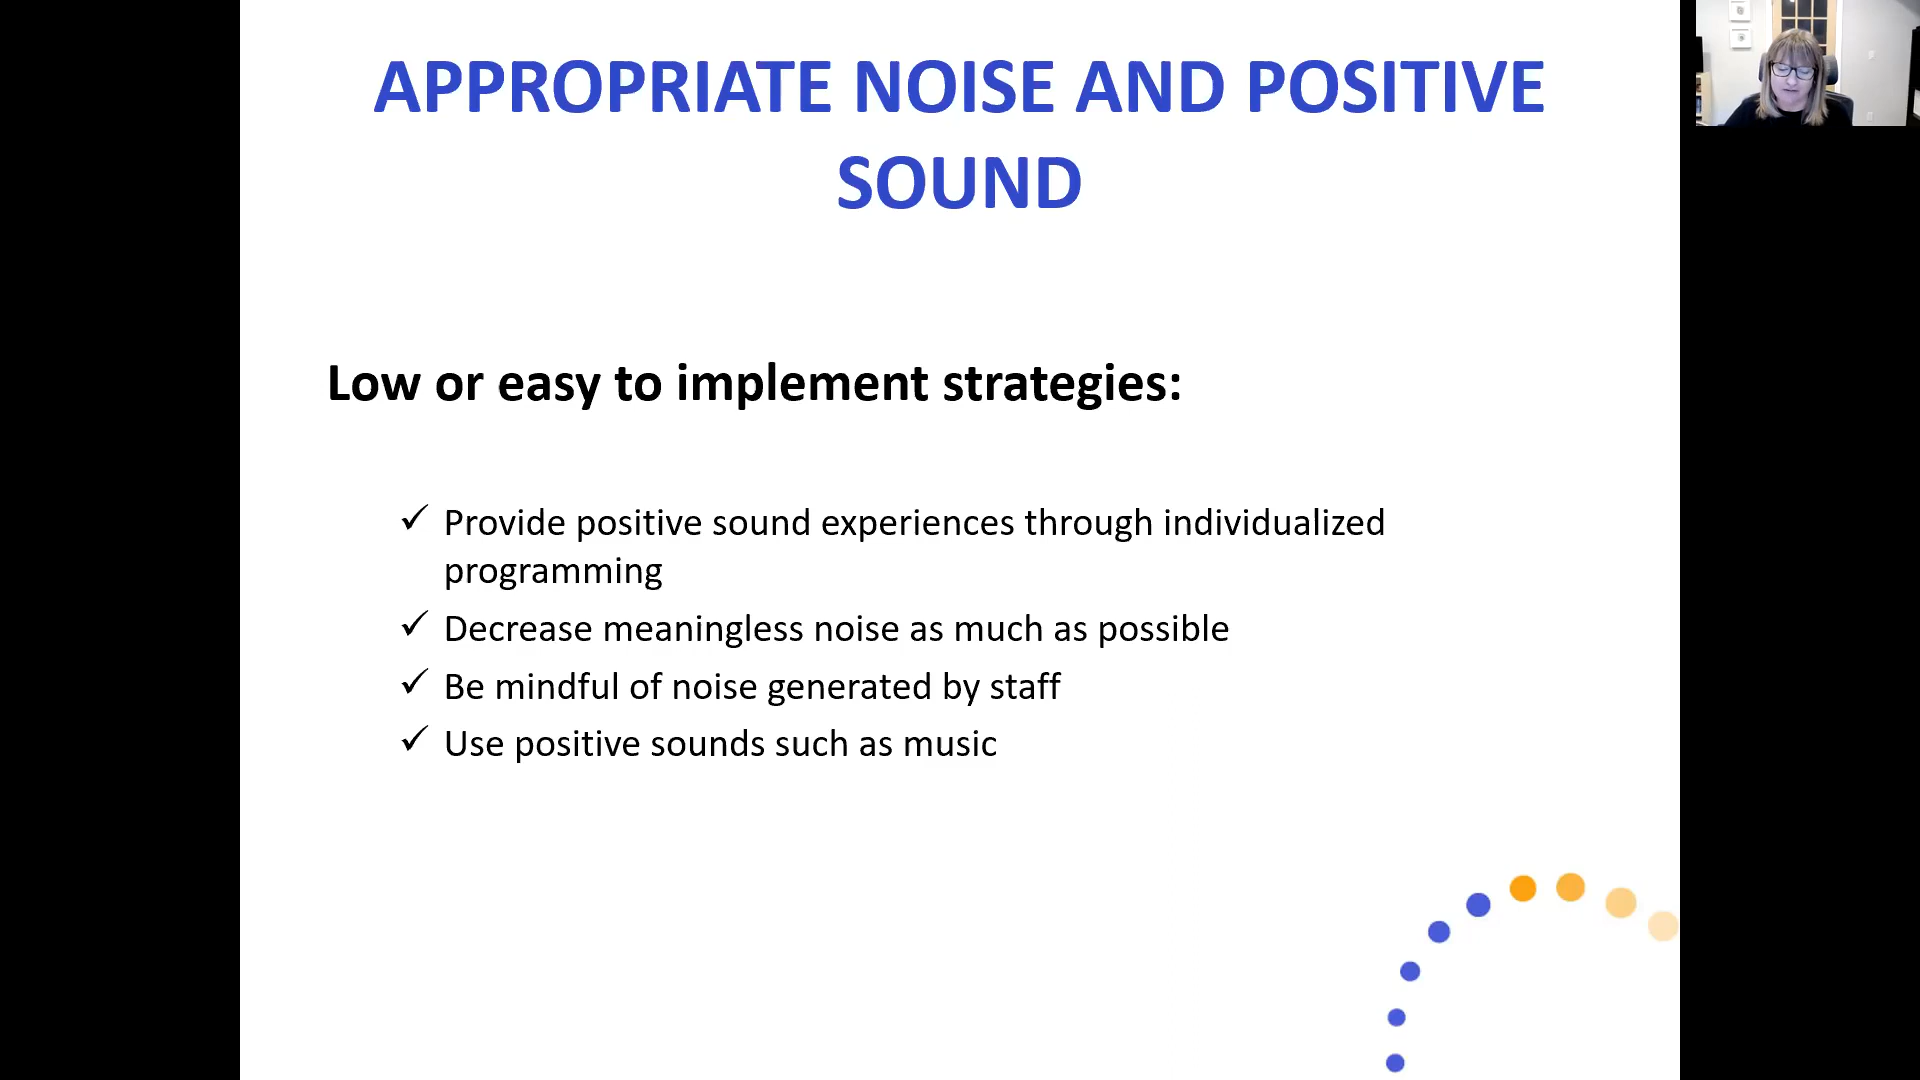 APPROPRIATE NOISE AND POSITIVE
SOUND
Low or easy to implement strategies:
✓ Provide positive sound experiences through individualized
programming
✓ Decrease meaningless noise as much as possible
✓ Be mindful of noise generated by staff
✓ Use positive sounds such as music